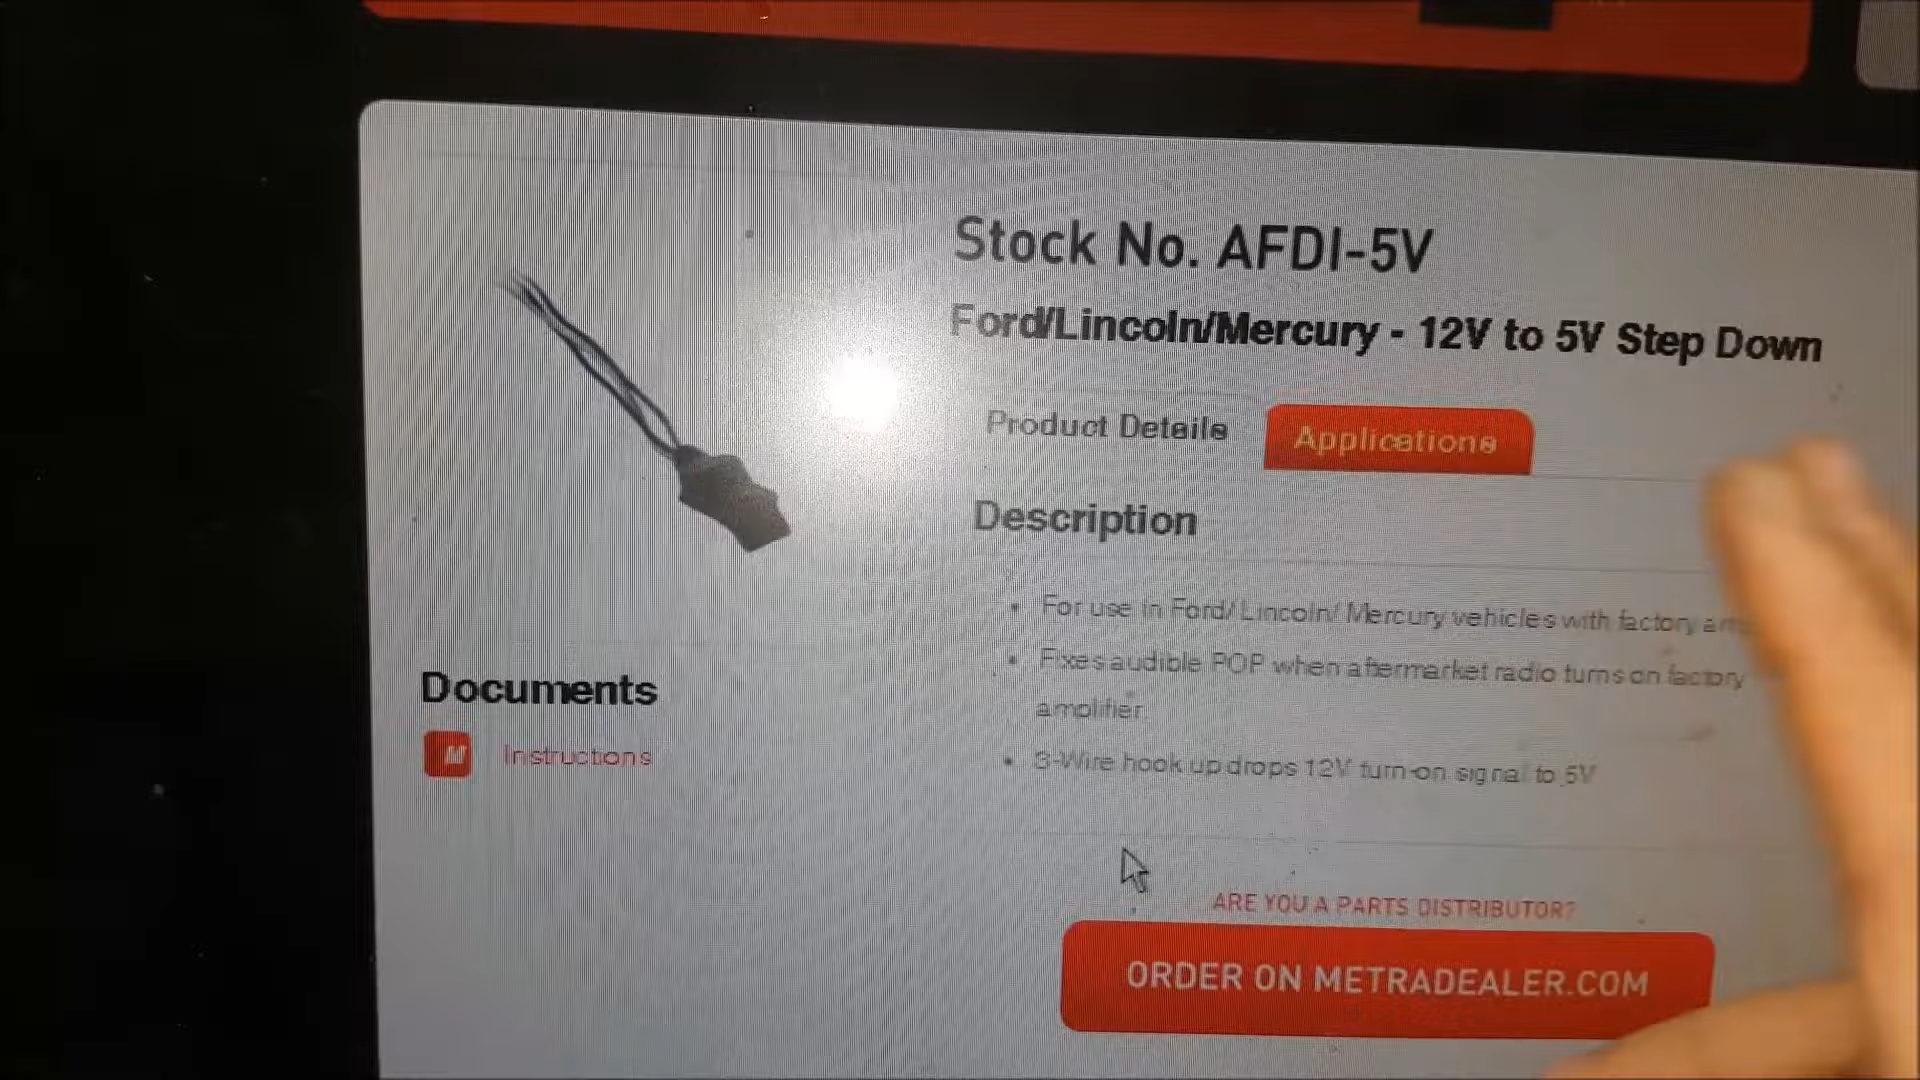 Stock No. AFDI-5V
Ford/Lincoln/Mercury - 12V to 5V Step Down
Product Details
Applications
Description
• For use in Ford/ Lincoln/ Mercury vehicles with factory
• Fixes audible POP when aftermarket radio turns on factory
amplifier.
• 3-Wire hook up drops 12V turn-on signal to 5V
Documents
Instructions
ARE YOU A PARTS DISTRIBUTOR?
ORDER ON METRADEALER.COM